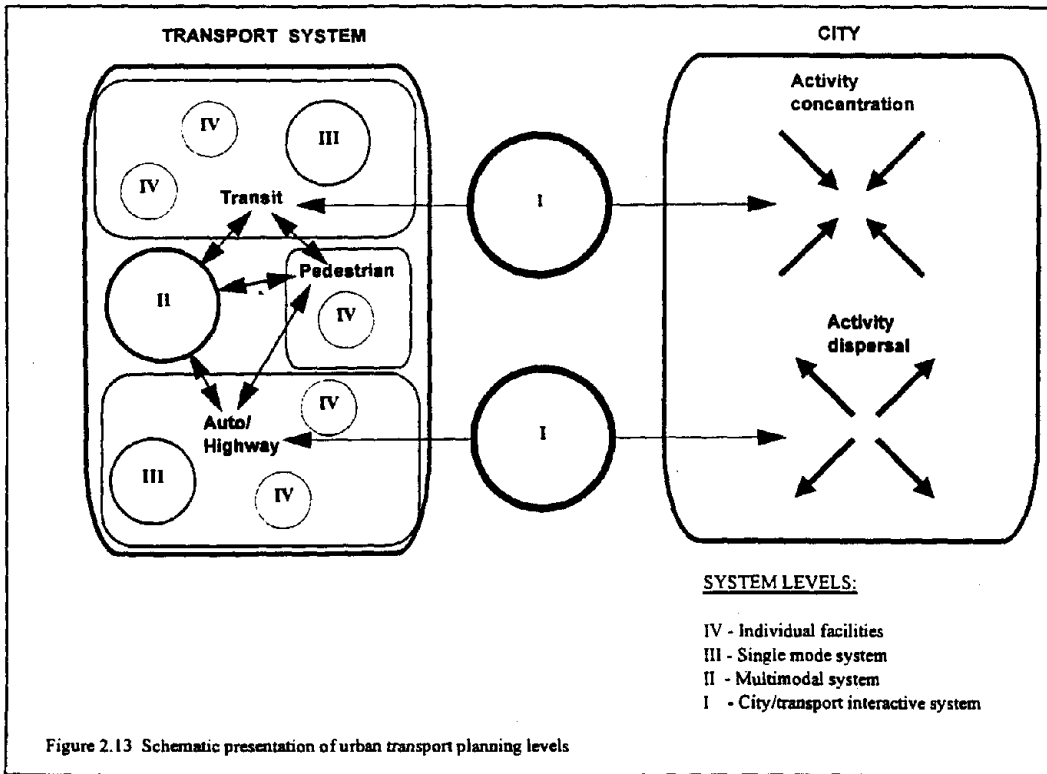 TRANSPORT SYSTEM
CITY
IV
III
IV
Transit
II
Pedestrian
IV
Auto/
Highway
IV
III
IV
I
I
Activity
concentration
Activity
dispersal
SYSTEM LEVELS:
IV - Individual facilities
III - Single mode system
II - Multimodal system
I - City/transport interactive system
Figure 2.13 Schematic presentation of urban transport planning levels